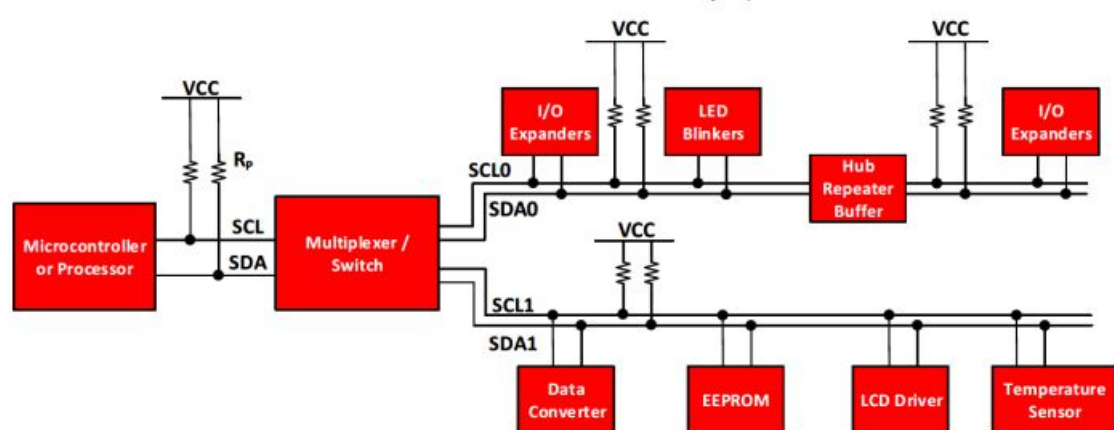 VCC
VCC
VCC
I/O
Expanders
LED
Blinkers
I/O
Expanders
Rp
SCL0
SDA0
Hub
Repeater
Buffer
Microcontroller
or Processor
SCL
SDA
Multiplexer /
Switch
VCC
SCL1
SDA1
Data
Converter
EEPROM
LCD Driver
Temperature
Sensor